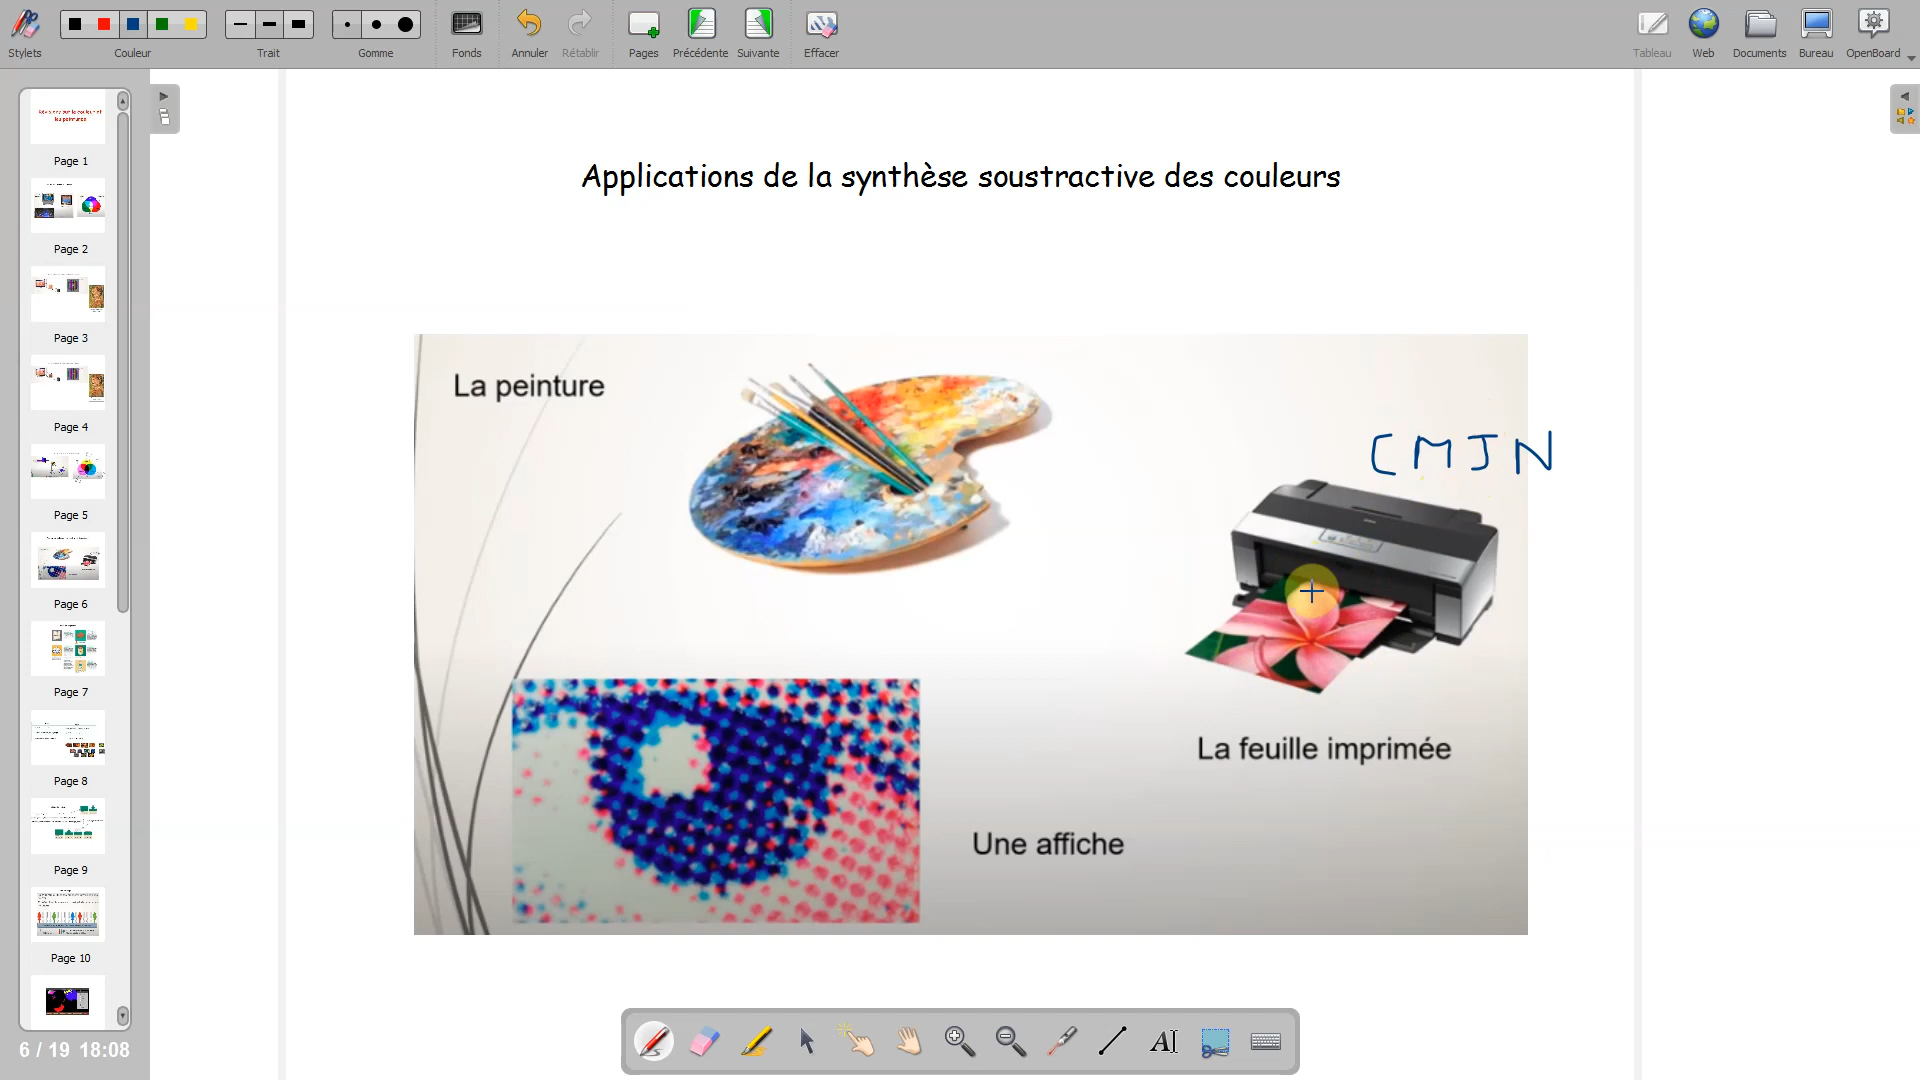 Stylets
Couleur
Trait
Gomme
Fonds
Annuler
Rétablir
Pages
Précédente
Suivante
Effacer
Tableau
Web
Documents
Bureau
OpenBoard
Page 1
Page 2
Page 3
Page 4
Page 5
Page 6
Page 7
Page 8
Page 9
Page 10
6 / 19 18:08
Applications de la synthèse soustractive des couleurs
La peinture
C M J N
La feuille imprimée
Une affiche